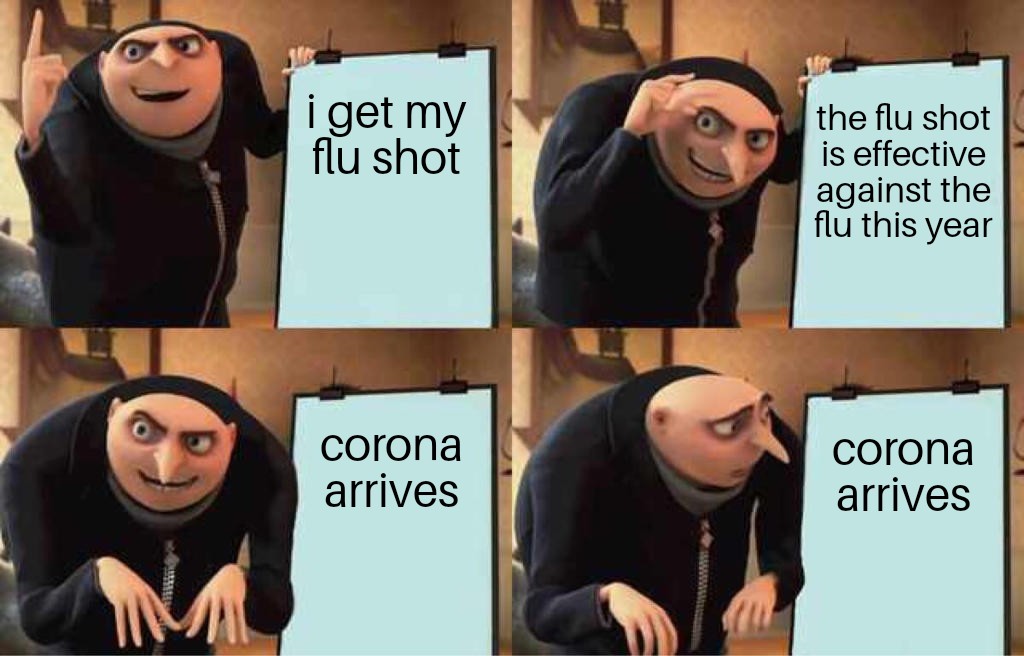 i get my
flu shot
the flu shot
is effective
against the
flu this year
corona
arrives
corona
arrives